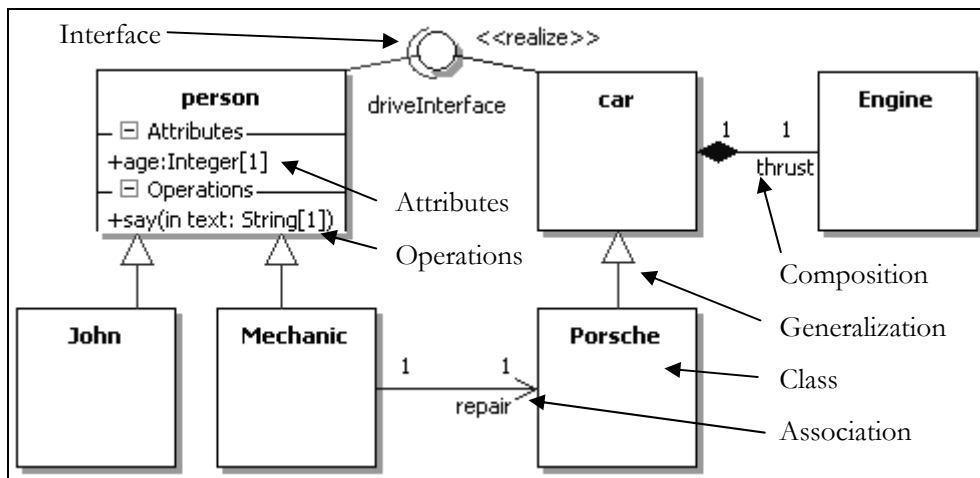 Interface
<<realize>>
driveInterface
person
Attributes
+age:Integer[1]
Operations
+say(in text: String[1])
car
Engine
1
1
thrust
Attributes
Operations
Composition
Generalization
Class
Association
John
Mechanic
Porsche
1
1
repair